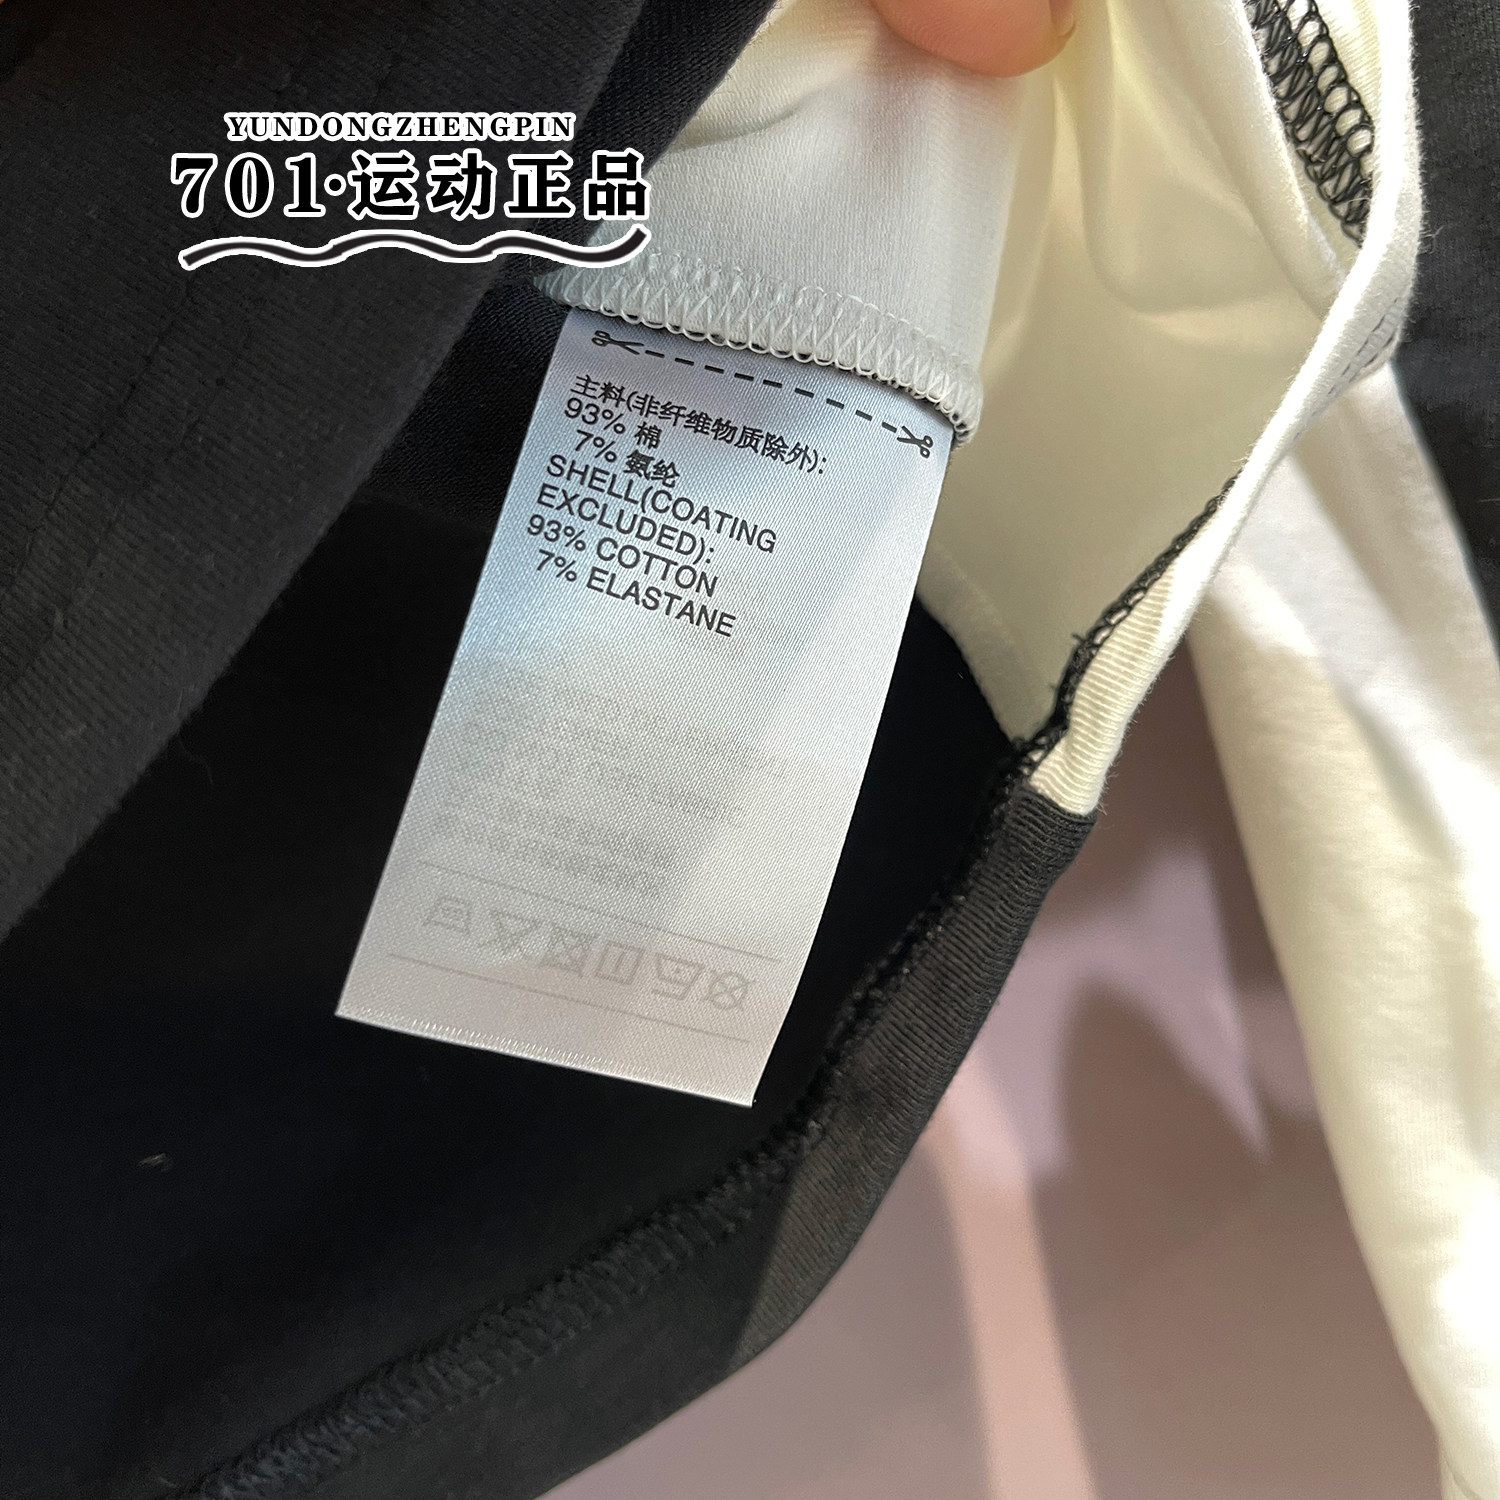 YUNDONGZHENGPIN
701·运动正品
主料(非纤维物质除外):
93% 棉
7% 氨纶
SHELL(COATING
EXCLUDED):
93% COTTON
7% ELASTANE